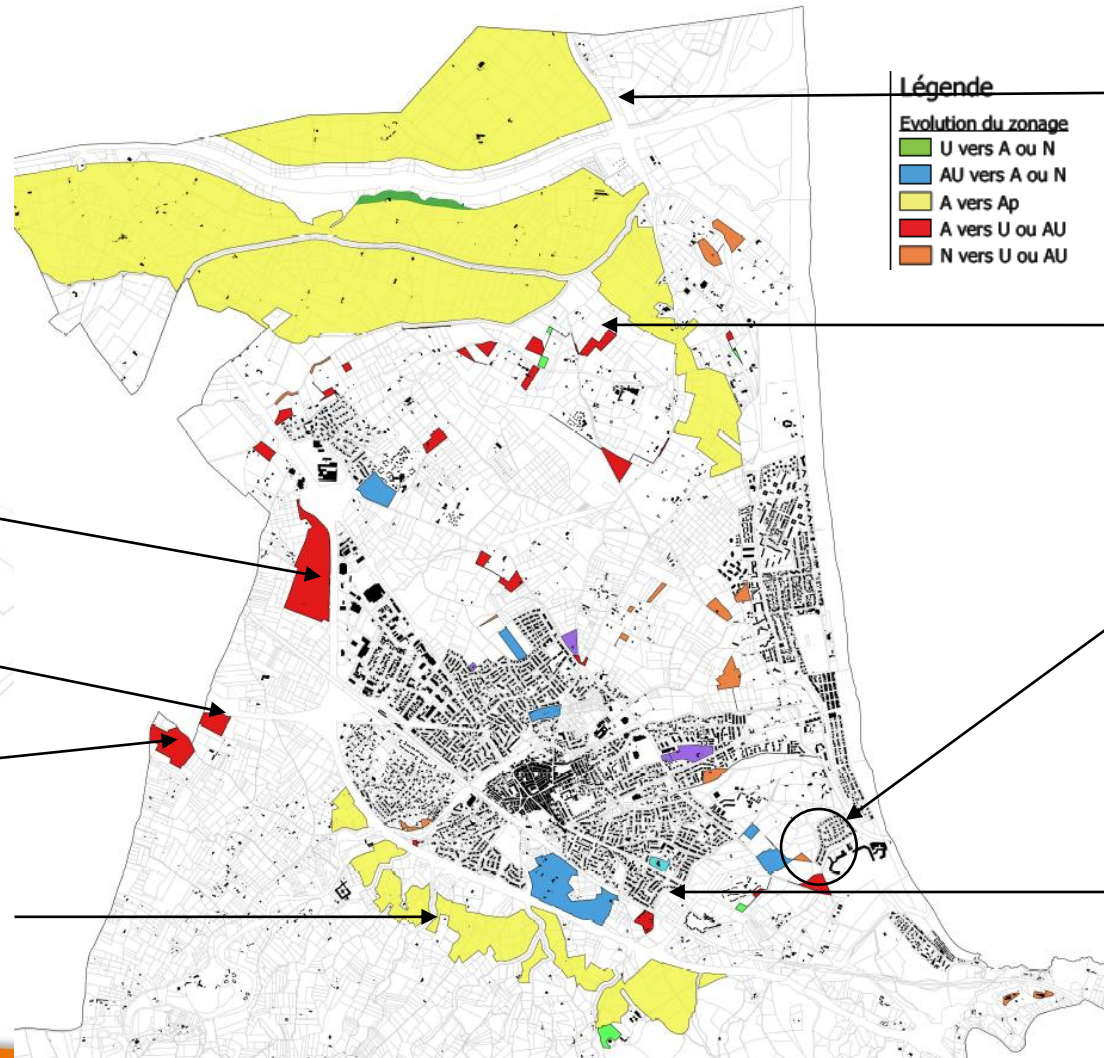 Légende
Evolution du zonage
U vers A ou N
AU vers A ou N
A vers Ap
A vers U ou AU
N vers U ou AU